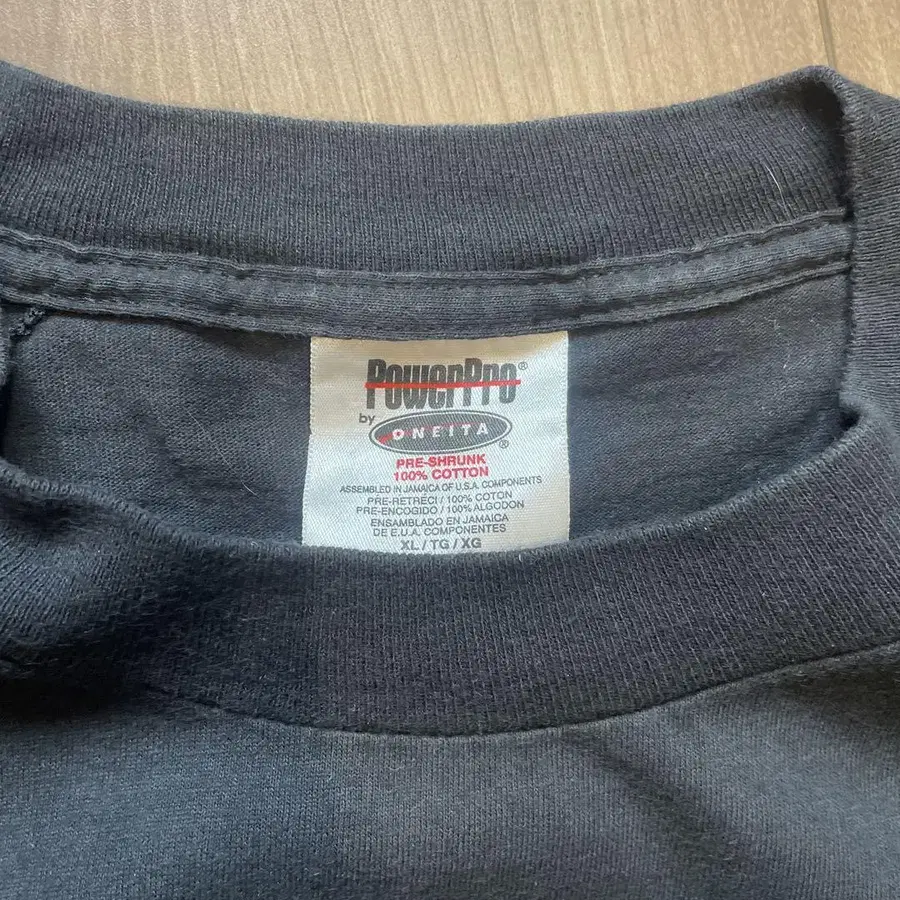 PowerPro®
by ONEITA®
PRE-SHRUNK
100% COTTON
ASSEMBLED IN JAMAICA OF U.S.A. COMPONENTS
PRE-RETRÉCI / 100% COTON
PRE-ENCOGIDO / 100% ALGODON
ENSAMBLADO EN JAMAICA
DE E.U.A. COMPONENTES
XL / TG / XG